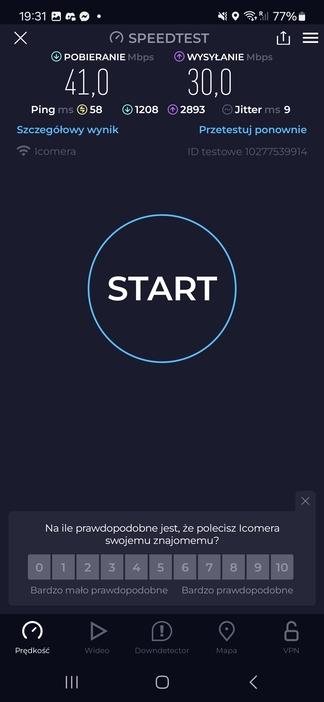 19:31 77%
SPEEDTEST
POBIERANIE Mbps WYSYŁANIE Mbps
41,0 30,0
Ping ms 58 1208 2893 Jitter ms 9
Szczegółowy wynik Przetestuj ponownie
Icomera ID testowe 10277539914
START
Na ile prawdopodobne jest, że polecisz Icomera
swojemu znajomemu?
0 1 2 3 4 5 6 7 8 9 10
Bardzo mało prawdopodobne Bardzo prawdopodobne
Prędkość Wideo Downdetector Mapa VPN